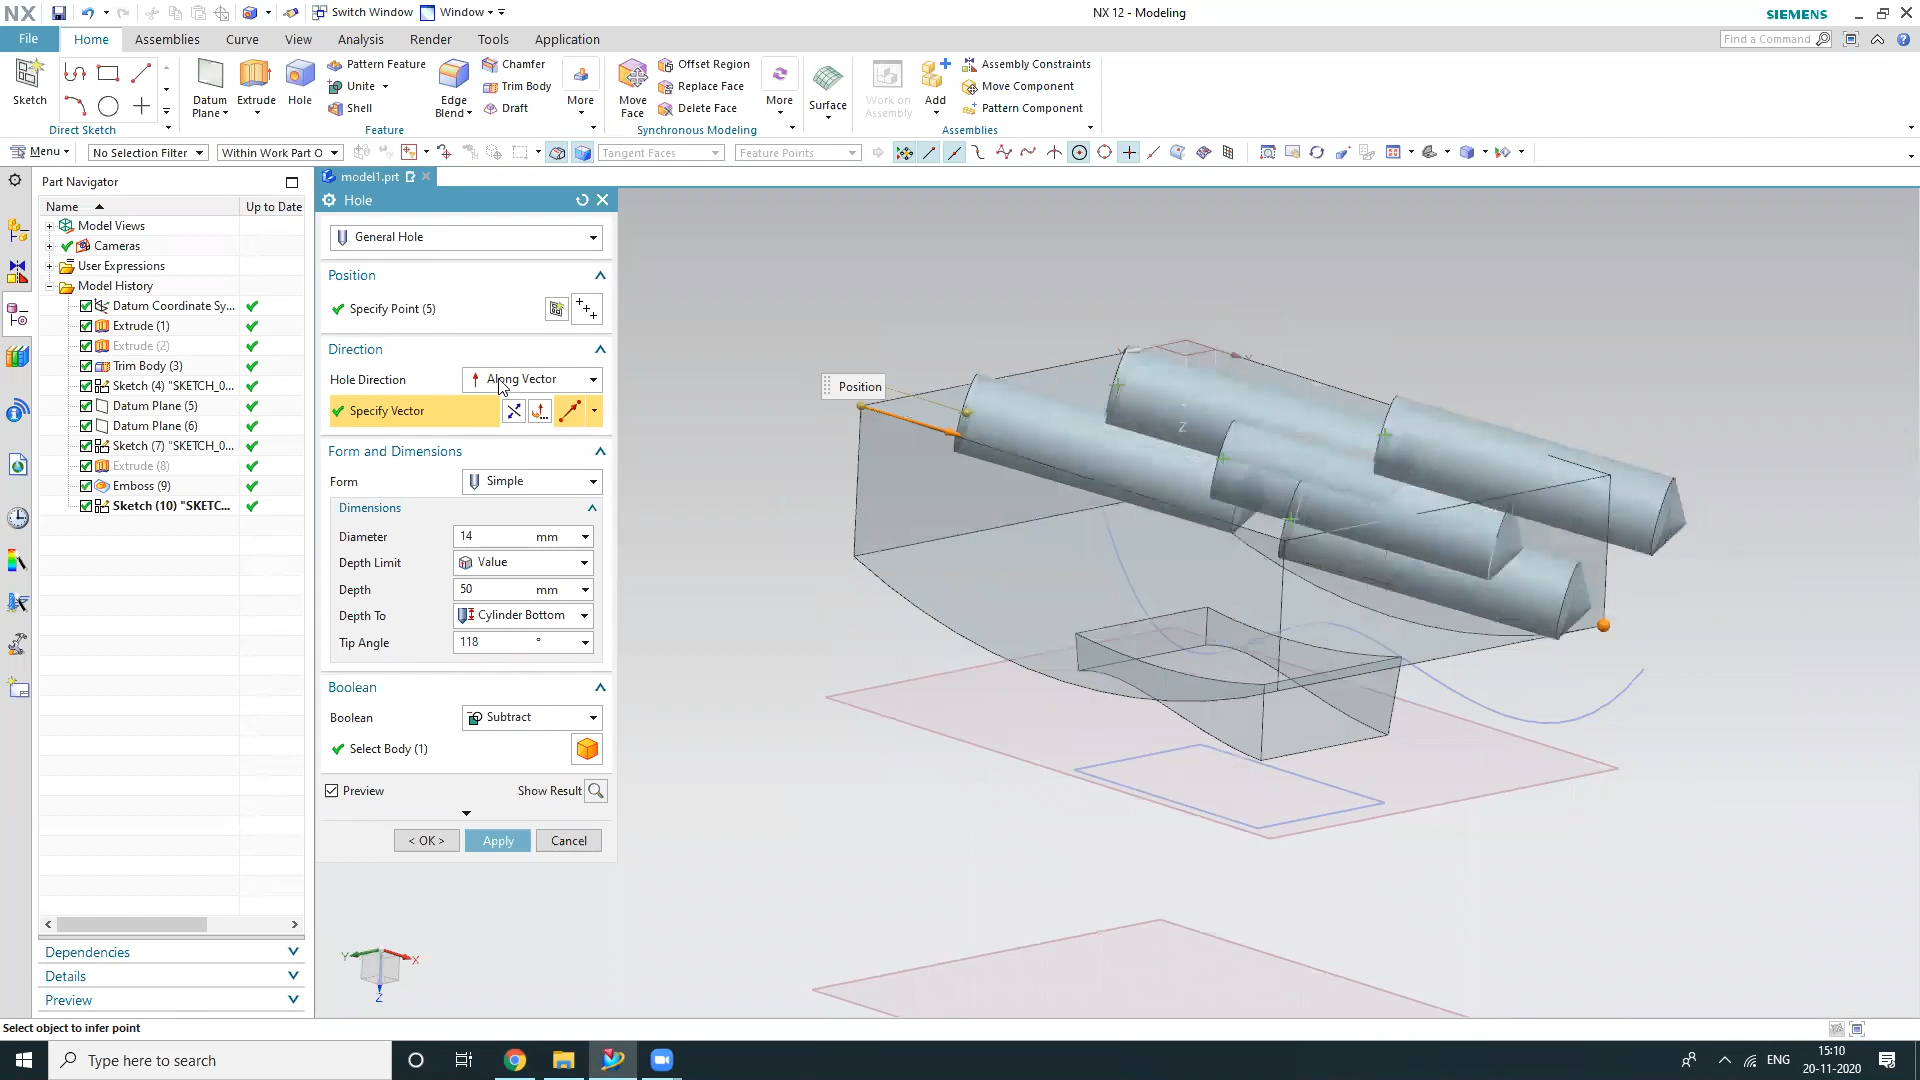 NX
Switch Window
Window
NX 12 - Modeling
SIEMENS
File
Home
Assemblies
Curve
View
Analysis
Render
Tools
Application
Find a Command
Sketch
Direct Sketch
Datum
Plane
Extrude
Hole
Pattern Feature
Unite
Shell
Edge
Blend
Chamfer
Trim Body
Draft
More
Feature
Move
Face
Offset Region
Replace Face
Delete Face
More
Synchronous Modeling
Surface
Work on
Assembly
Add
Assembly Constraints
Move Component
Pattern Component
Assemblies
Menu
No Selection Filter
Within Work Part O
Tangent Faces
Feature Points
Part Navigator
Name
Up to Date
Model Views
Cameras
User Expressions
Model History
Datum Coordinate Sy...
Extrude (1)
Extrude (2)
Trim Body (3)
Sketch (4) "SKETCH_0...
Datum Plane (5)
Datum Plane (6)
Sketch (7) "SKETCH_0...
Extrude (8)
Emboss (9)
Sketch (10) "SKETC...
Dependencies
Details
Preview
model1.prt
Hole
General Hole
Position
Specify Point (5)
Direction
Hole Direction
Along Vector
Specify Vector
Form and Dimensions
Form
Simple
Dimensions
Diameter
14 mm
Depth Limit
Value
Depth
50 mm
Depth To
Cylinder Bottom
Tip Angle
118 °
Boolean
Boolean
Subtract
Select Body (1)
Preview
Show Result
< OK >
Apply
Cancel
Position
Z
Y
X
Z
Select object to infer point
Type here to search
ENG
15:10
20-11-2020